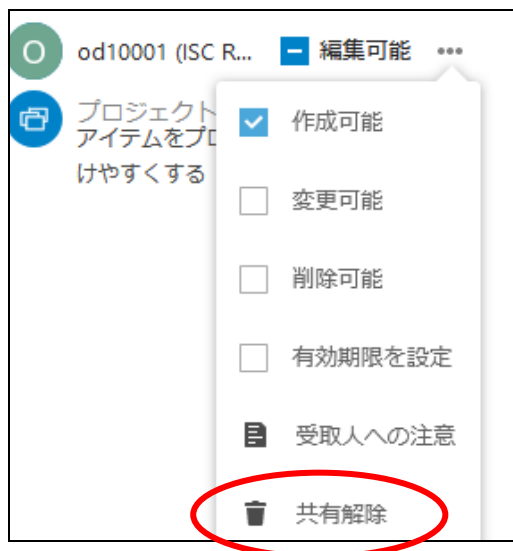 O od10001 (ISC R... 編集可能 •••
プロジェクト
アイテムをプロ
けやすくする
作成可能
変更可能
削除可能
有効期限を設定
受取人への注意
共有解除